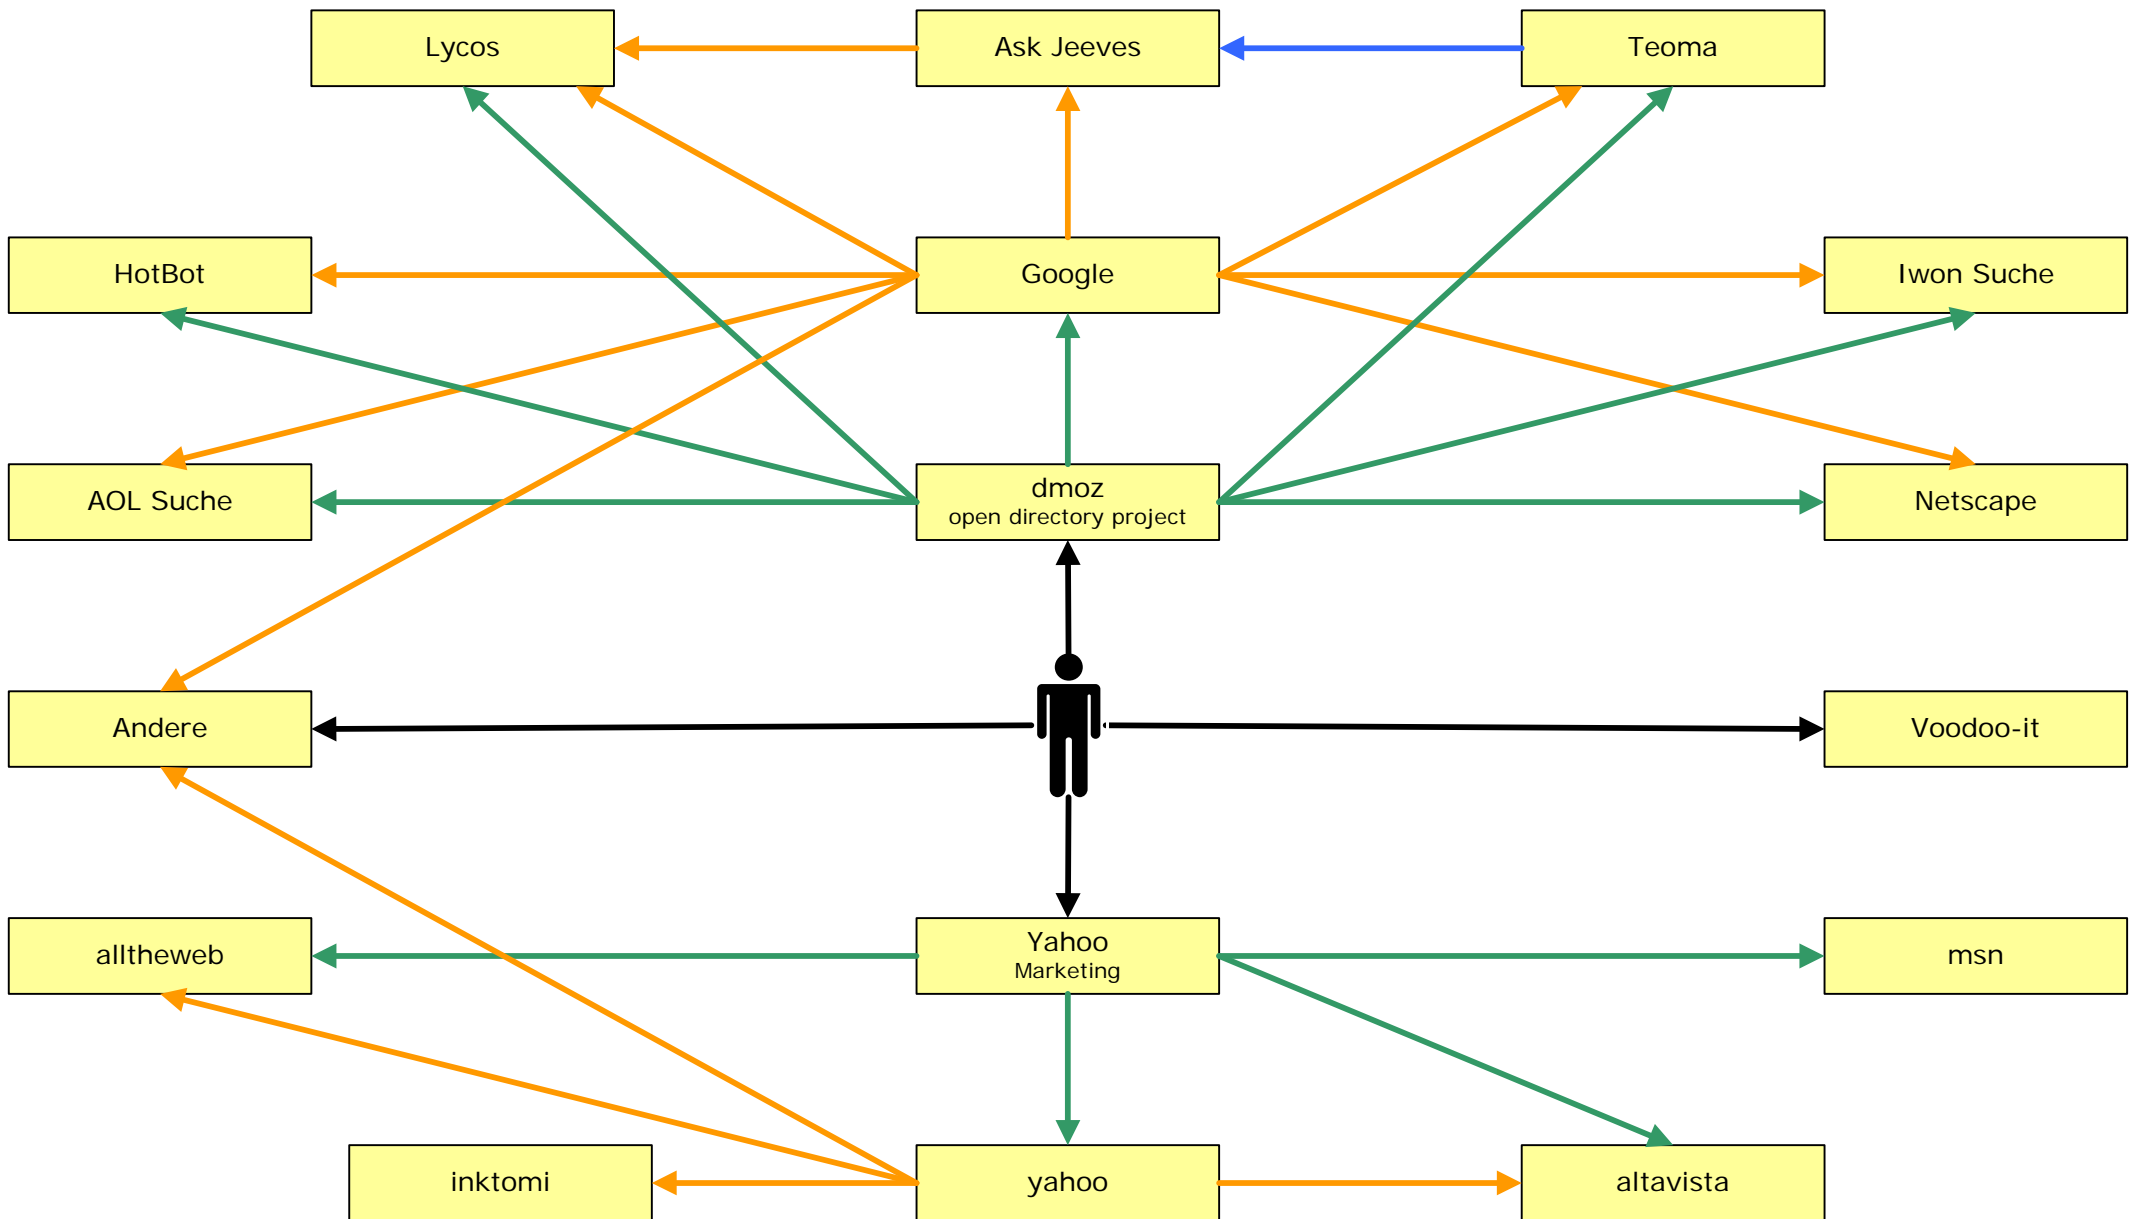 Lycos
Ask Jeeves
Teoma
HotBot
Google
Iwon Suche
AOL Suche
dmoz
open directory project
Netscape
Andere
Voodoo-it
alltheweb
Yahoo
Marketing
msn
inktomi
yahoo
altavista